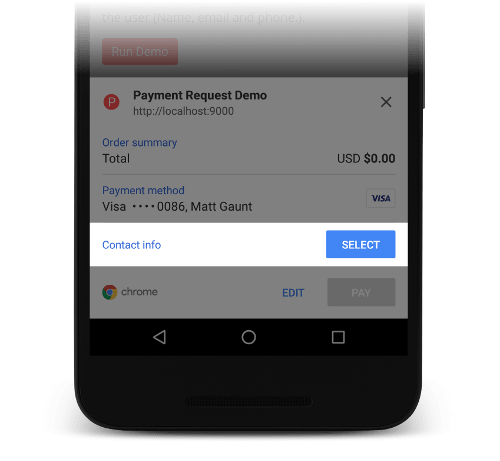 the user (Name, email and phone.).
Run Demo
P
Payment Request Demo
http://localhost:9000
Order summary
Total USD $0.00
Payment method
Visa ····0086, Matt Gaunt VISA
Contact info SELECT
chrome EDIT PAY